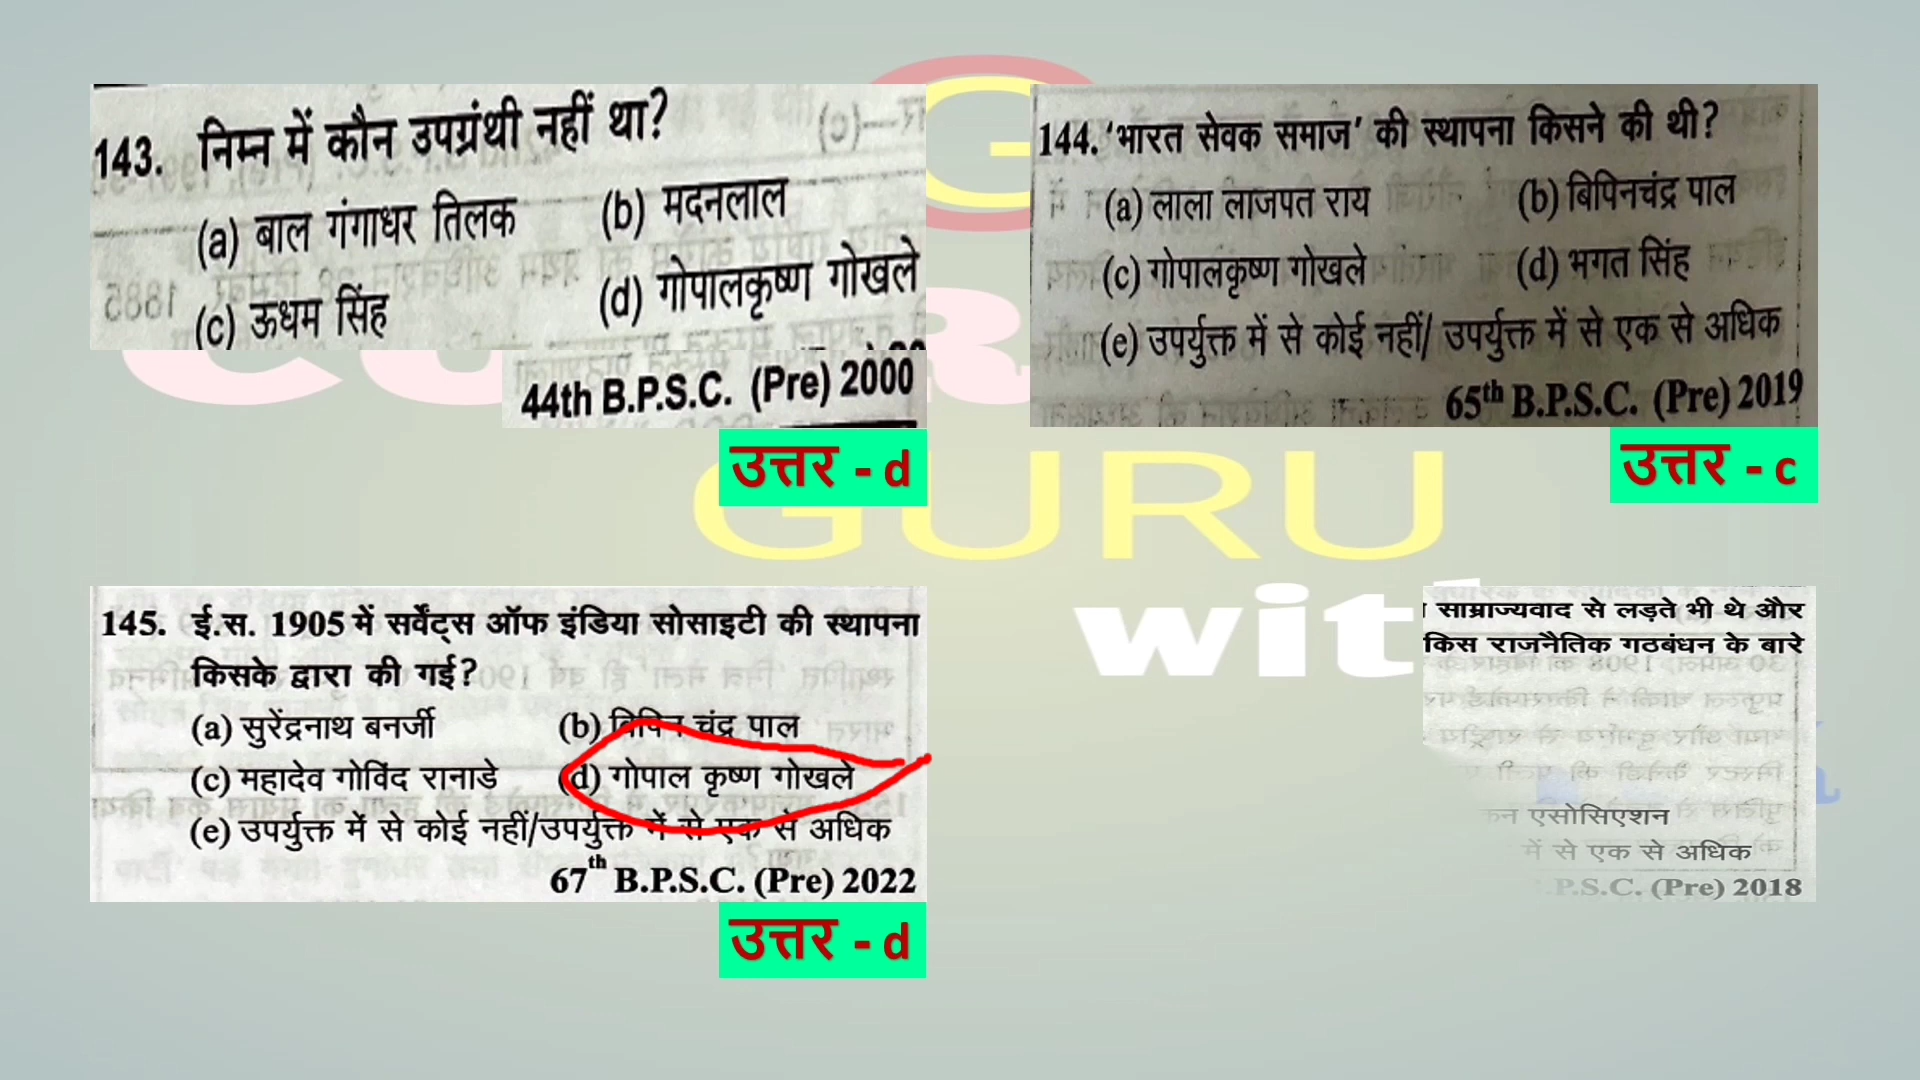 143. निम्न में कौन उपग्रंथी नहीं था?
(a) बाल गंगाधर तिलक (b) मदनलाल
(c) ऊधम सिंह (d) गोपालकृष्ण गोखले
44th B.P.S.C. (Pre) 2000
उत्तर - d
144. 'भारत सेवक समाज' की स्थापना किसने की थी?
(a) लाला लाजपत राय (b) बिपिनचंद्र पाल
(c) गोपालकृष्ण गोखले (d) भगत सिंह
(e) उपर्युक्त में से कोई नहीं/ उपर्युक्त में से एक से अधिक
65th B.P.S.C. (Pre) 2019
उत्तर - c
GURU
wit
145. ई.स. 1905 में सर्वेंट्स ऑफ इंडिया सोसाइटी की स्थापना
किसके द्वारा की गई?
(a) सुरेंद्रनाथ बनर्जी (b) बिपिन चंद्र पाल
(c) महादेव गोविंद रानाडे (d) गोपाल कृष्ण गोखले
(e) उपर्युक्त में से कोई नहीं/उपर्युक्त में से एक से अधिक
67th B.P.S.C. (Pre) 2022
उत्तर - d
साम्राज्यवाद से लड़ते भी थे और
किस राजनैतिक गठबंधन के बारे
एसोसिएशन
में से एक से अधिक
.P.S.C. (Pre) 2018